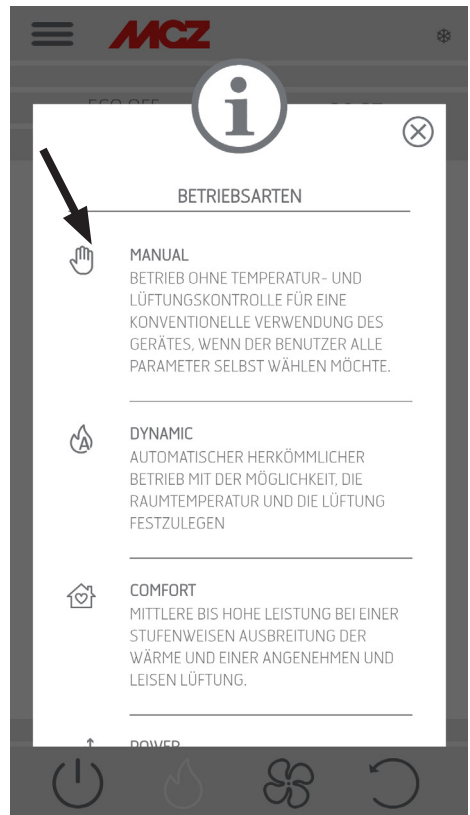 MCZ
i
BETRIEBSARTEN
MANUAL
BETRIEB OHNE TEMPERATUR- UND
LÜFTUNGSKONTROLLE FÜR EINE
KONVENTIONELLE VERWENDUNG DES
GERÄTES, WENN DER BENUTZER ALLE
PARAMETER SELBST WÄHLEN MÖCHTE.
A
DYNAMIC
AUTOMATISCHER HERKÖMMLICHER
BETRIEB MIT DER MÖGLICHKEIT, DIE
RAUMTEMPERATUR UND DIE LÜFTUNG
FESTZULEGEN
COMFORT
MITTLERE BIS HOHE LEISTUNG BEI EINER
STUFENWEISEN AUSBREITUNG DER
WÄRME UND EINER ANGENEHMEN UND
LEISEN LÜFTUNG.
POWER